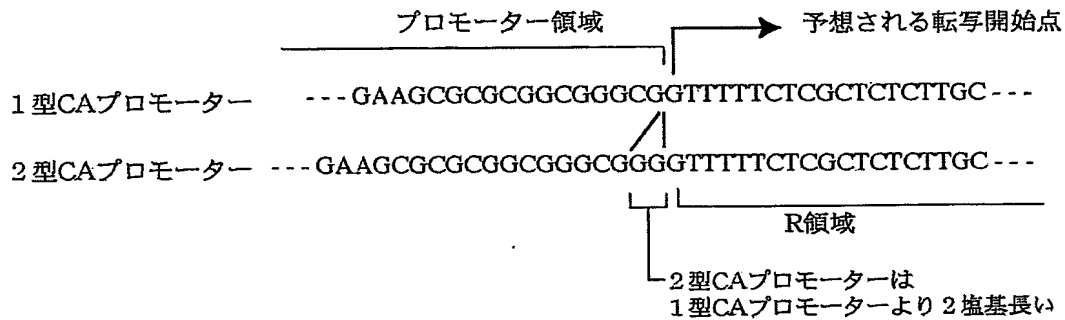 プロモーター領域
予想される転写開始点
1型CAプロモーター ---GAAGCGCGCGGCGGGCGGTTTTTCTCGCTCTCTTGC---
2型CAプロモーター ---GAAGCGCGCGGCGGGCGGGGTTTTTCTCGCTCTCTTGC---
R領域
2型CAプロモーターは
1型CAプロモーターより2塩基長い